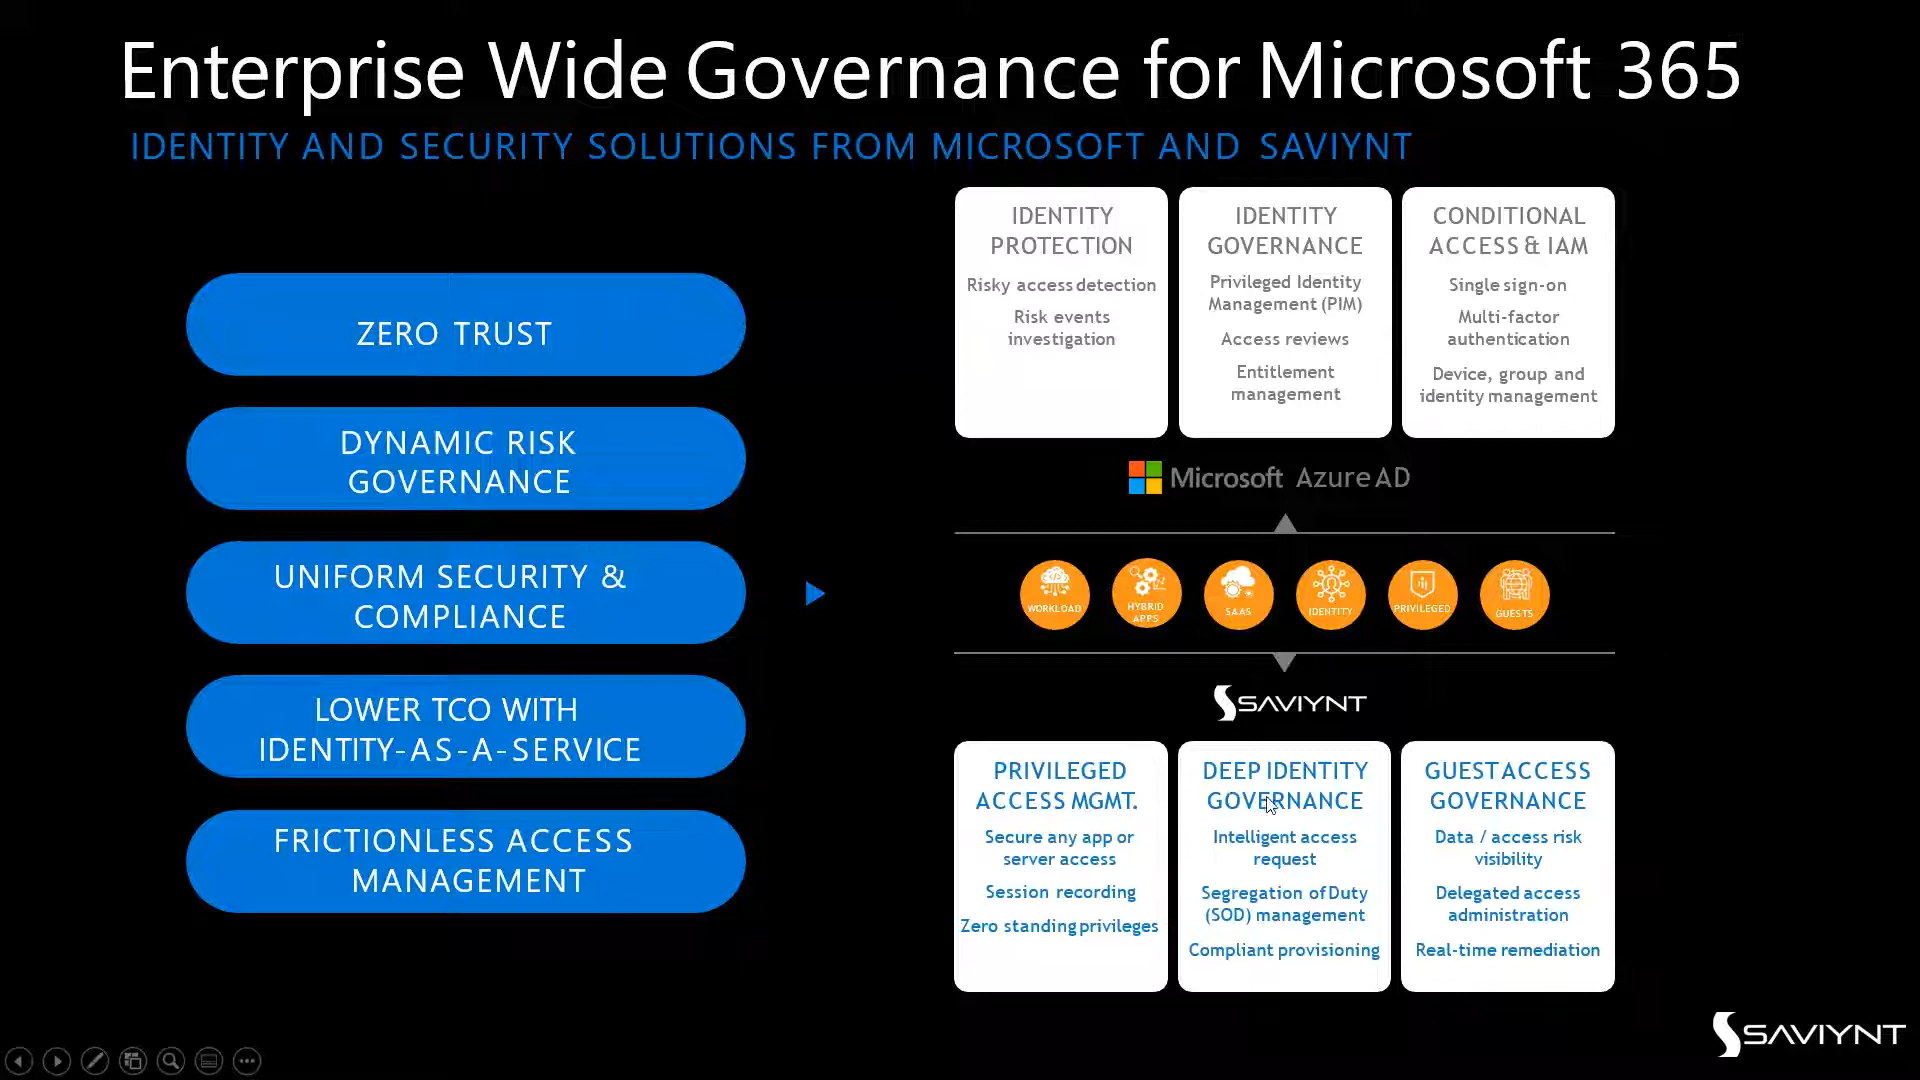 Enterprise Wide Governance for Microsoft 365
IDENTITY AND SECURITY SOLUTIONS FROM MICROSOFT AND SAVIYNT
ZERO TRUST
DYNAMIC RISK
GOVERNANCE
UNIFORM SECURITY &
COMPLIANCE
LOWER TCO WITH
IDENTITY-AS-A-SERVICE
FRICTIONLESS ACCESS
MANAGEMENT
IDENTITY
PROTECTION
Risky access detection
Risk events
investigation
IDENTITY
GOVERNANCE
Privileged Identity
Management (PIM)
Access reviews
Entitlement
management
CONDITIONAL
ACCESS & IAM
Single sign-on
Multi-factor
authentication
Device, group and
identity management
Microsoft Azure AD
WORKLOAD
HYBRID
APPS
SAAS
IDENTITY
PRIVILEGED
GUESTS
SAVIYNT
PRIVILEGED
ACCESS MGMT.
Secure any app or
server access
Session recording
Zero standing privileges
DEEP IDENTITY
GOVERNANCE
Intelligent access
request
Segregation of Duty
(SOD) management
Compliant provisioning
GUEST ACCESS
GOVERNANCE
Data / access risk
visibility
Delegated access
administration
Real-time remediation
SAVIYNT